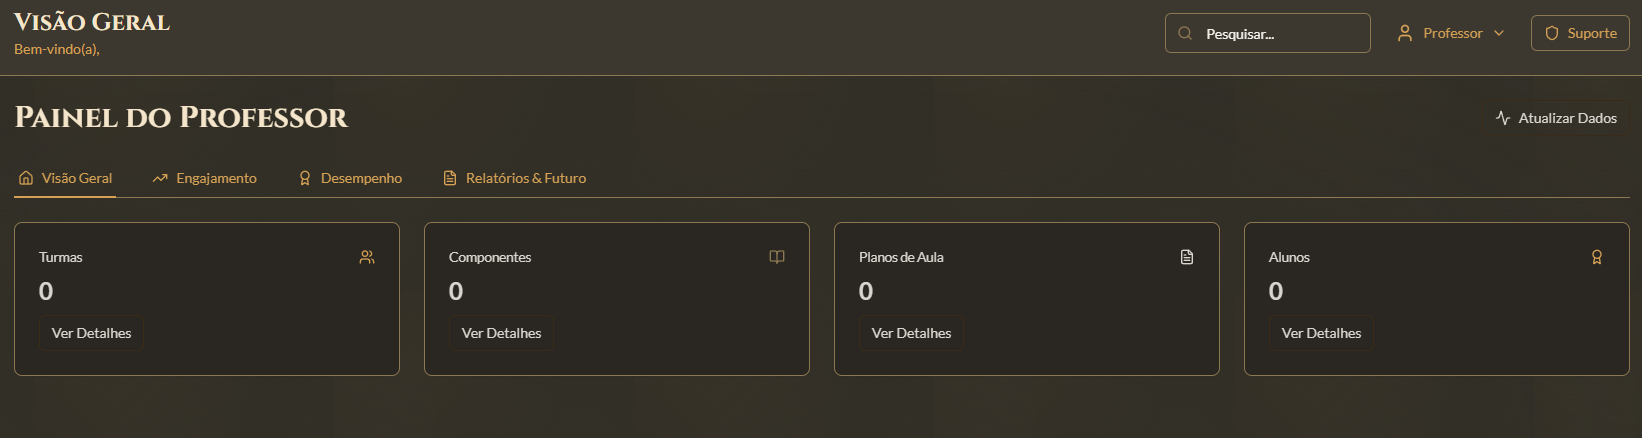 Visão Geral
Bem-vindo(a),
Pesquisar...
Professor
Suporte
Painel do Professor
Atualizar Dados
Visão Geral
Engajamento
Desempenho
Relatórios & Futuro
Turmas
0
Ver Detalhes
Componentes
0
Ver Detalhes
Planos de Aula
0
Ver Detalhes
Alunos
0
Ver Detalhes